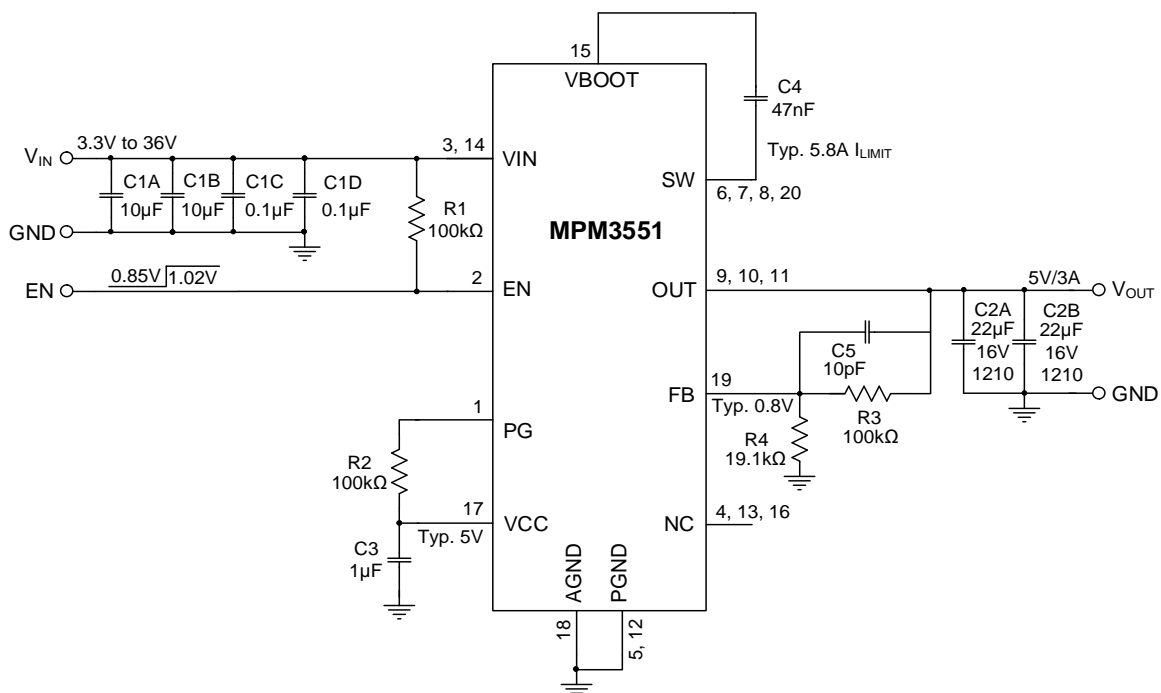 15
VBOOT
C4
47nF
Typ. 5.8A ILIMIT
VIN
3.3V to 36V
3, 14
VIN
C1A
10µF
C1B
10µF
C1C
0.1µF
C1D
0.1µF
R1
100kΩ
SW
6, 7, 8, 20
GND
MPM3551
EN
0.85V
1.02V
2
EN
OUT
9, 10, 11
5V/3A
VOUT
C2A
22µF
16V
1210
C2B
22µF
16V
1210
C5
10pF
19
FB
Typ. 0.8V
GND
R3
100kΩ
R4
19.1kΩ
1
PG
R2
100kΩ
17
VCC
Typ. 5V
C3
1µF
NC
4, 13, 16
AGND
PGND
18
5, 12